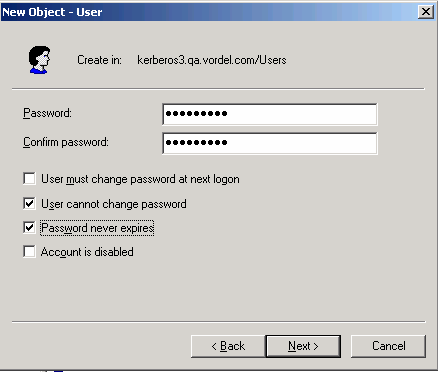 New Object - User
Create in: kerberos3.qa.vordel.com/Users
Password: ●●●●●●●●●
Confirm password: ●●●●●●●●●
User must change password at next logon
User cannot change password
Password never expires
Account is disabled
< Back Next > Cancel